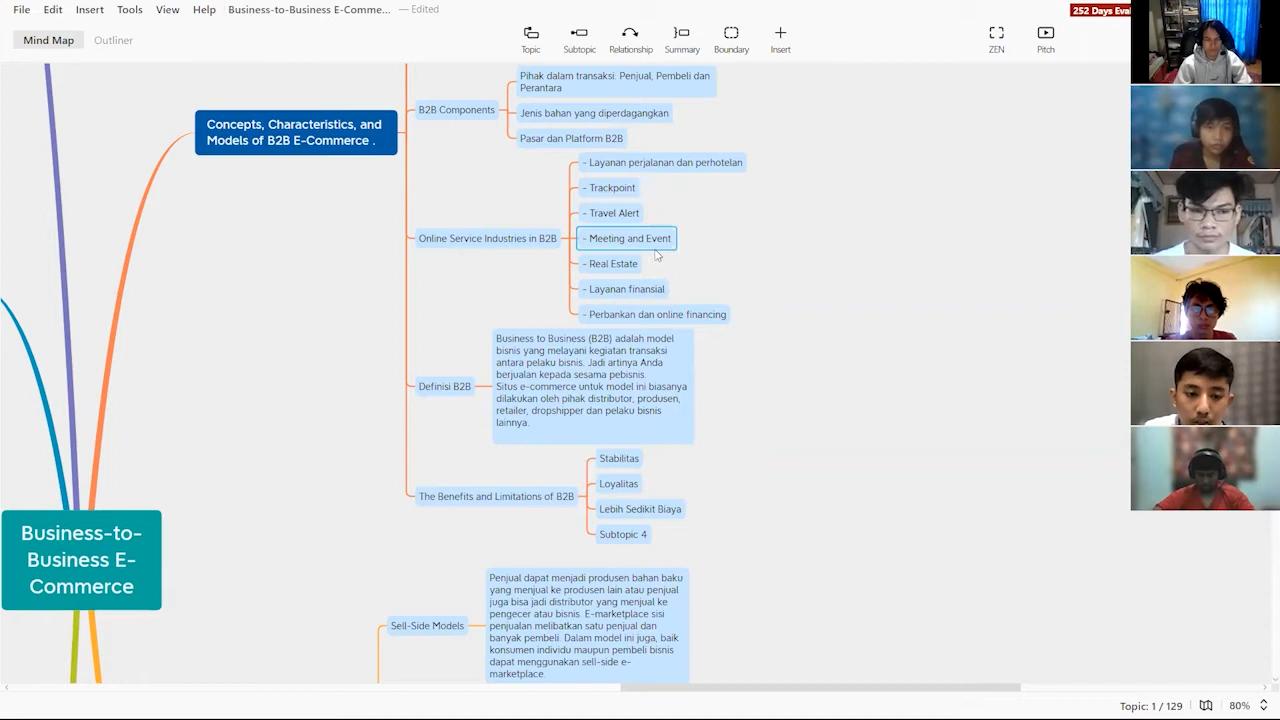 File Edit Insert Tools View Help Business-to-Business E-Comme... — Edited
252 Days Eval
Mind Map Outliner
Topic Subtopic Relationship Summary Boundary Insert ZEN Pitch
Concepts, Characteristics, and
Models of B2B E-Commerce .
B2B Components
Pihak dalam transaksi: Penjual, Pembeli dan
Perantara
Jenis bahan yang diperdagangkan
Pasar dan Platform B2B
Online Service Industries in B2B
- Layanan perjalanan dan perhotelan
- Trackpoint
- Travel Alert
- Meeting and Event
- Real Estate
- Layanan finansial
- Perbankan dan online financing
Definisi B2B
Business to Business (B2B) adalah model
bisnis yang melayani kegiatan transaksi
antara pelaku bisnis. Jadi artinya Anda
berjualan kepada sesama pebisnis.
Situs e-commerce untuk model ini biasanya
dilakukan oleh pihak distributor, produsen,
retailer, dropshipper dan pelaku bisnis
lainnya.
The Benefits and Limitations of B2B
Stabilitas
Loyalitas
Lebih Sedikit Biaya
Subtopic 4
Business-to-
Business E-
Commerce
Sell-Side Models
Penjual dapat menjadi produsen bahan baku
yang menjual ke produsen lain atau penjual
juga bisa jadi distributor yang menjual ke
pengecer atau bisnis. E-marketplace sisi
penjualan melibatkan satu penjual dan
banyak pembeli. Dalam model ini juga, baik
konsumen individu maupun pembeli bisnis
dapat menggunakan sell-side e-
marketplace.
Topic: 1 / 129 80%